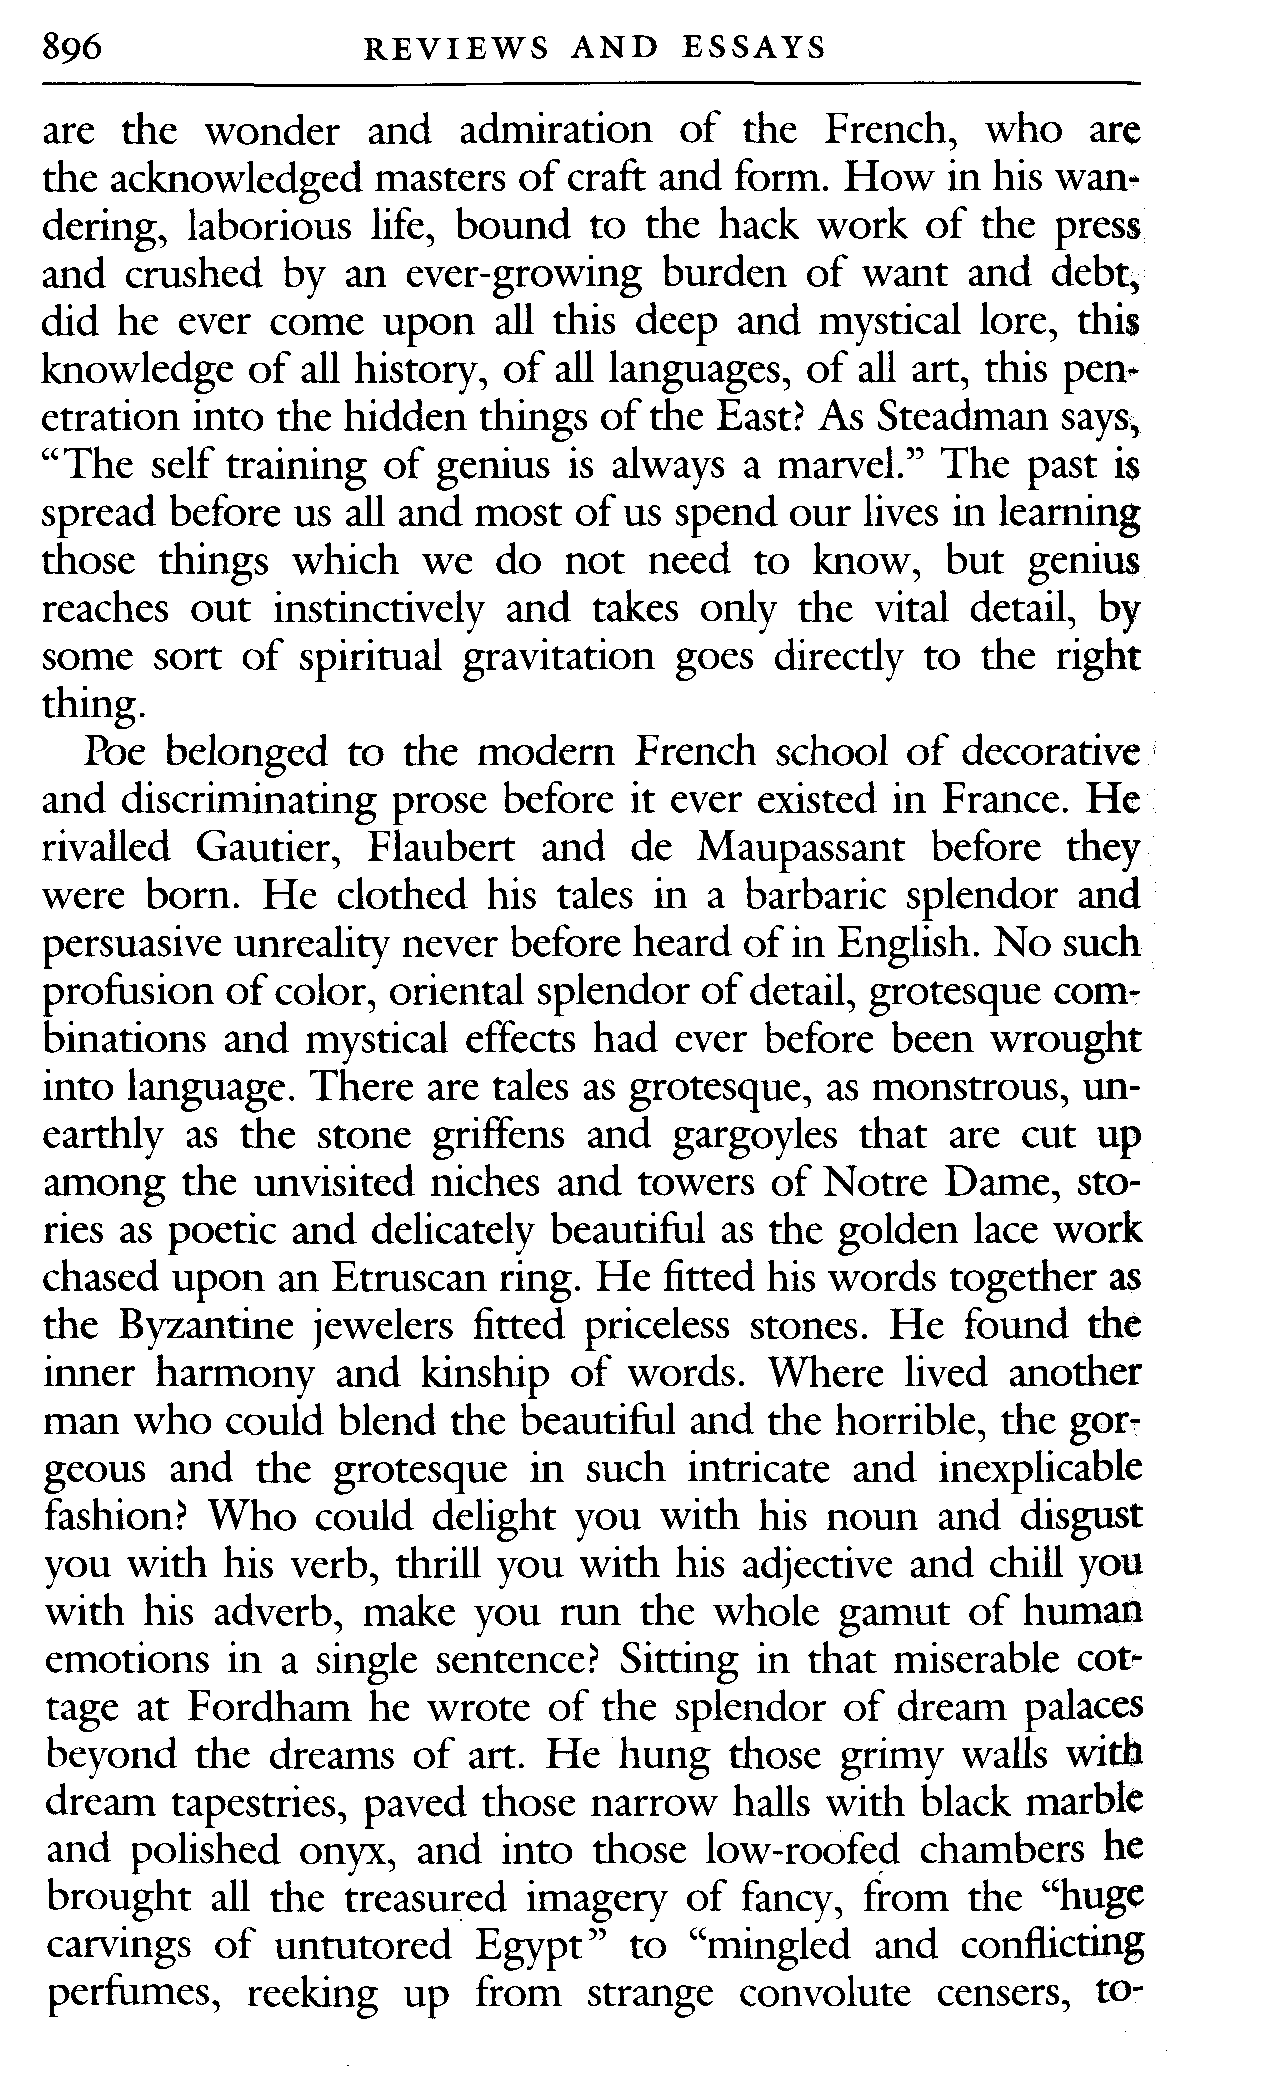 896 REVIEWS AND ESSAYS
are the wonder and admiration of the French, who are
the acknowledged masters of craft and form. How in his wan-
dering, laborious life, bound to the hack work of the press
and crushed by an ever-growing burden of want and debt,
did he ever come upon all this deep and mystical lore, this
knowledge of all history, of all languages, of all art, this pen-
etration into the hidden things of the East? As Steadman says,
“The self training of genius is always a marvel.” The past is
spread before us all and most of us spend our lives in learning
those things which we do not need to know, but genius
reaches out instinctively and takes only the vital detail, by
some sort of spiritual gravitation goes directly to the right
thing.
Poe belonged to the modern French school of decorative
and discriminating prose before it ever existed in France. He
rivalled Gautier, Flaubert and de Maupassant before they
were born. He clothed his tales in a barbaric splendor and
persuasive unreality never before heard of in English. No such
profusion of color, oriental splendor of detail, grotesque com-
binations and mystical effects had ever before been wrought
into language. There are tales as grotesque, as monstrous, un-
earthly as the stone griffens and gargoyles that are cut up
among the unvisited niches and towers of Notre Dame, sto-
ries as poetic and delicately beautiful as the golden lace work
chased upon an Etruscan ring. He fitted his words together as
the Byzantine jewelers fitted priceless stones. He found the
inner harmony and kinship of words. Where lived another
man who could blend the beautiful and the horrible, the gor-
geous and the grotesque in such intricate and inexplicable
fashion? Who could delight you with his noun and disgust
you with his verb, thrill you with his adjective and chill you
with his adverb, make you run the whole gamut of human
emotions in a single sentence? Sitting in that miserable cot-
tage at Fordham he wrote of the splendor of dream palaces
beyond the dreams of art. He hung those grimy walls with
dream tapestries, paved those narrow halls with black marble
and polished onyx, and into those low-roofed chambers he
brought all the treasured imagery of fancy, from the “huge
carvings of untutored Egypt” to “mingled and conflicting
perfumes, reeking up from strange convolute censers, to-